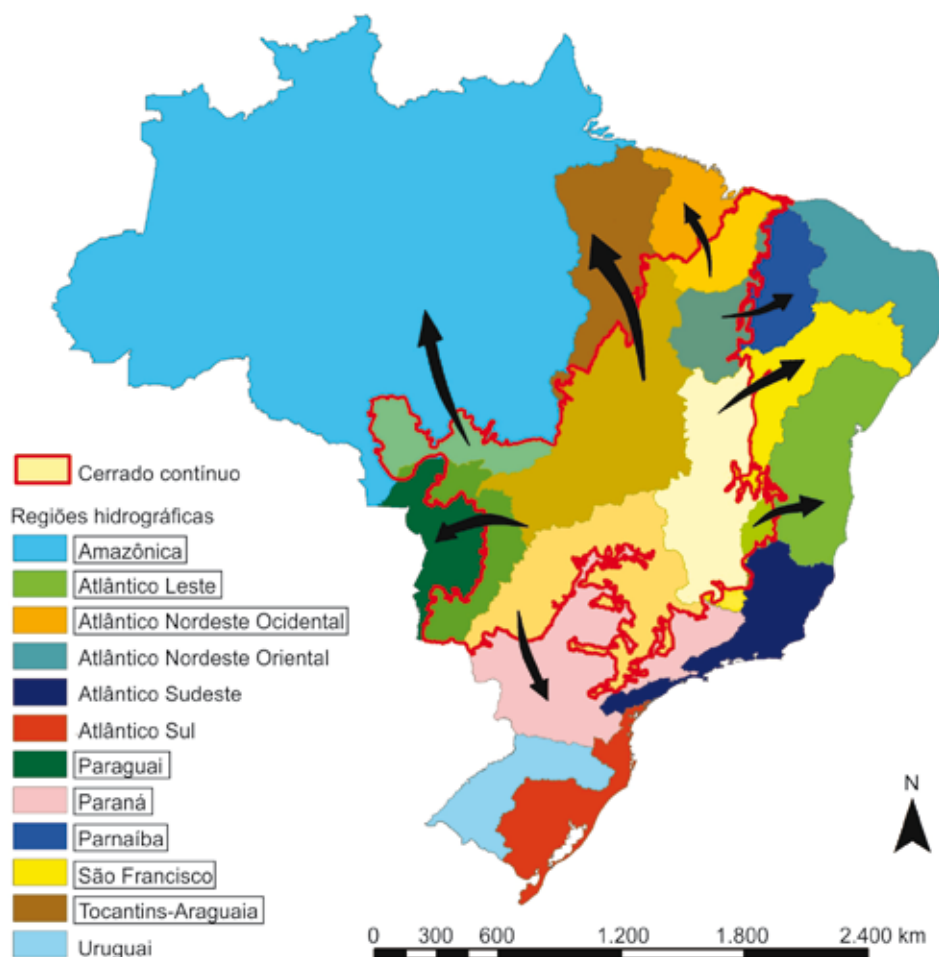 Cerrado contínuo
Regiões hidrográficas
Amazônica
Atlântico Leste
Atlântico Nordeste Ocidental
Atlântico Nordeste Oriental
Atlântico Sudeste
Atlântico Sul
Paraguai
Paraná
Parnaíba
São Francisco
Tocantins-Araguaia
Uruguai
N
0 300 600 1.200 1.800 2.400 km